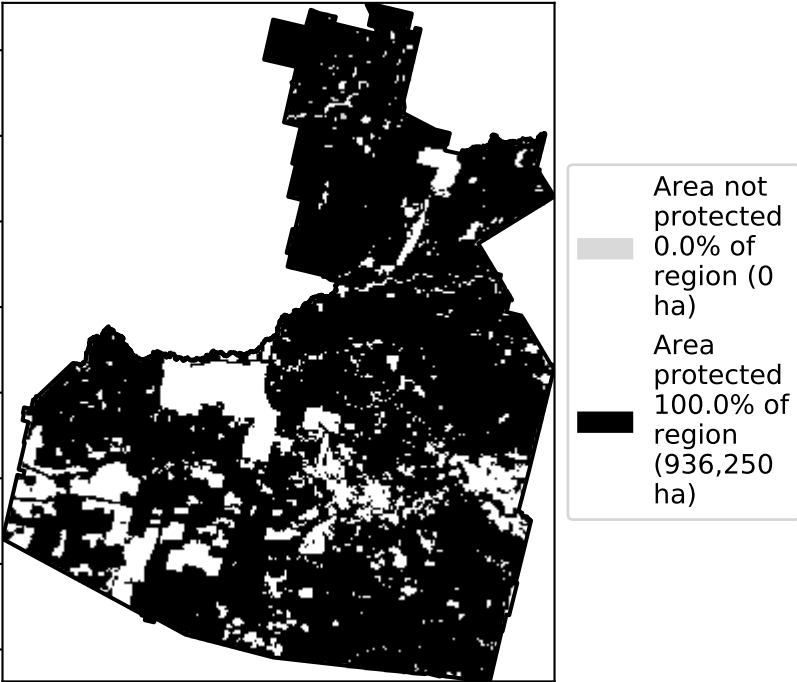 Area not
protected
0.0% of
region (0
ha)
Area
protected
100.0% of
region
(936,250
ha)